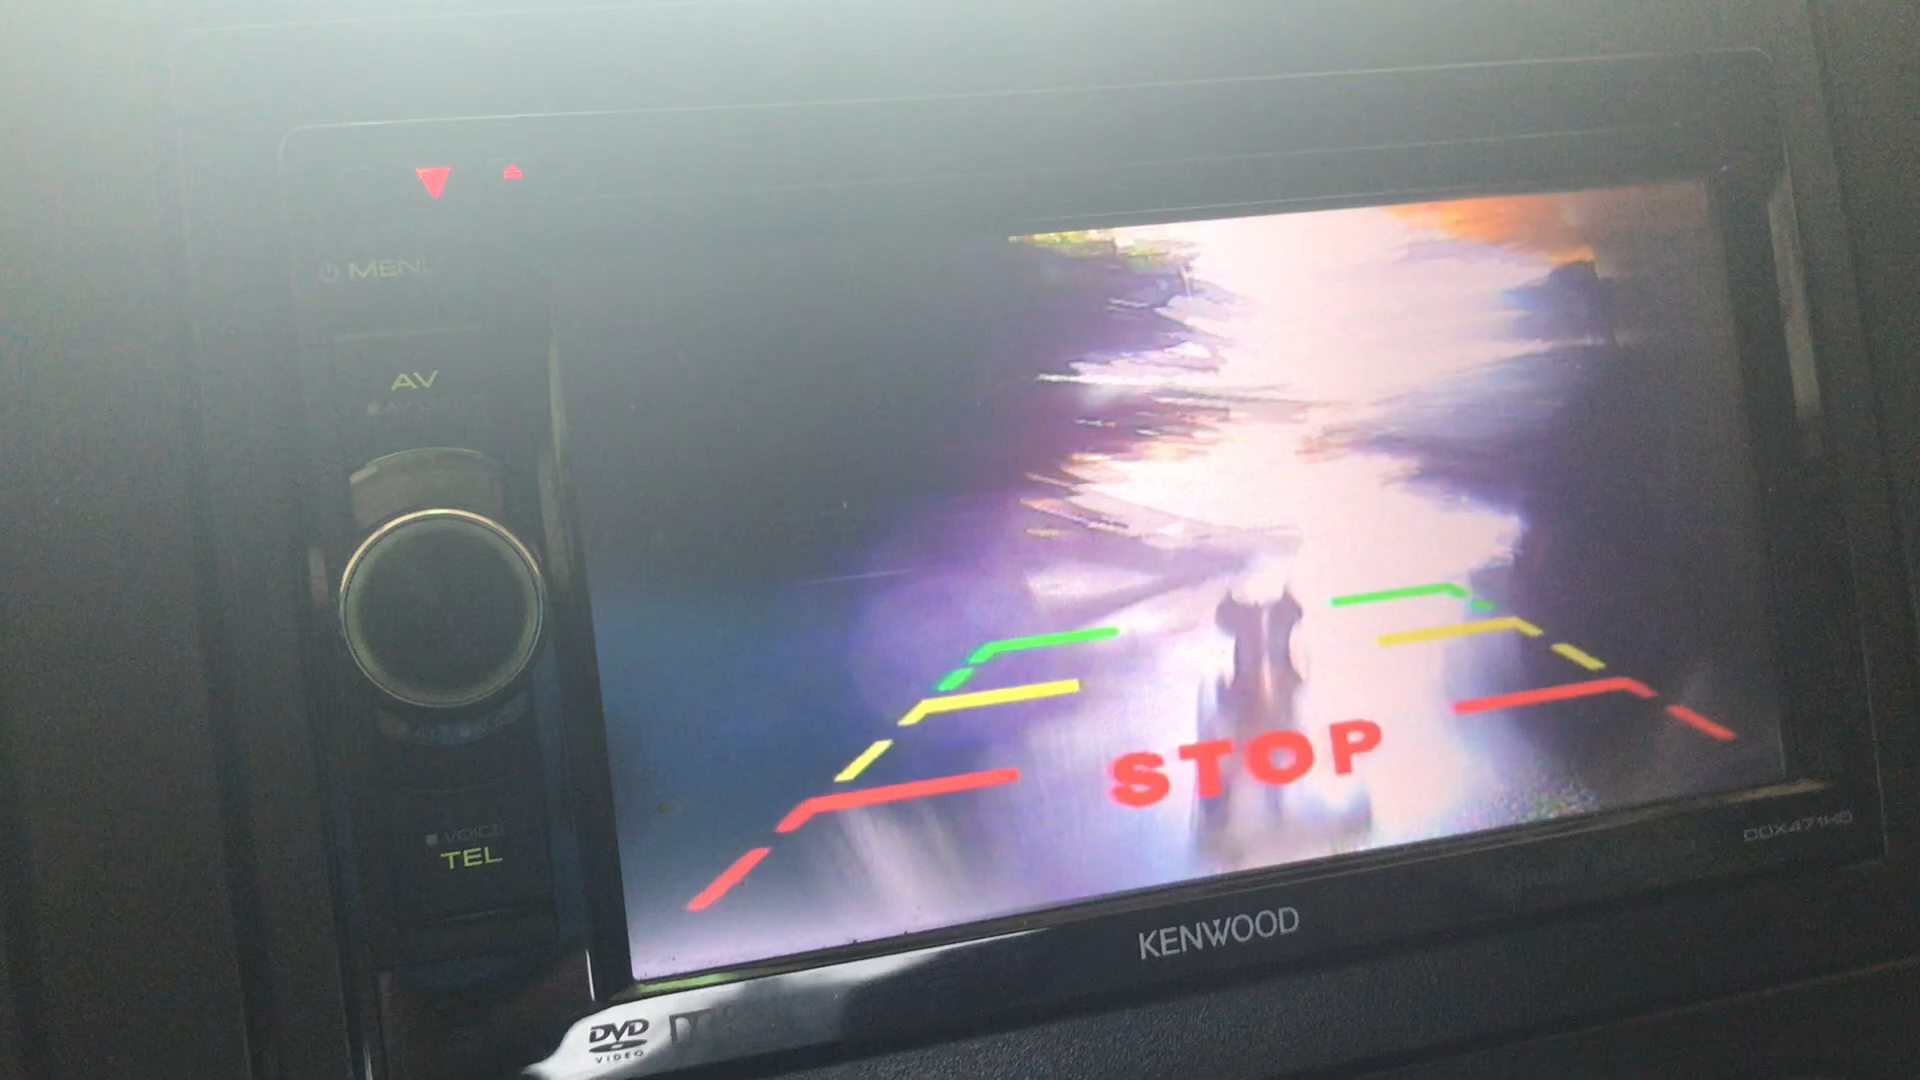 MENU
AV
VOICE
TEL
STOP
DDX471HD
KENWOOD
DVD
VIDEO